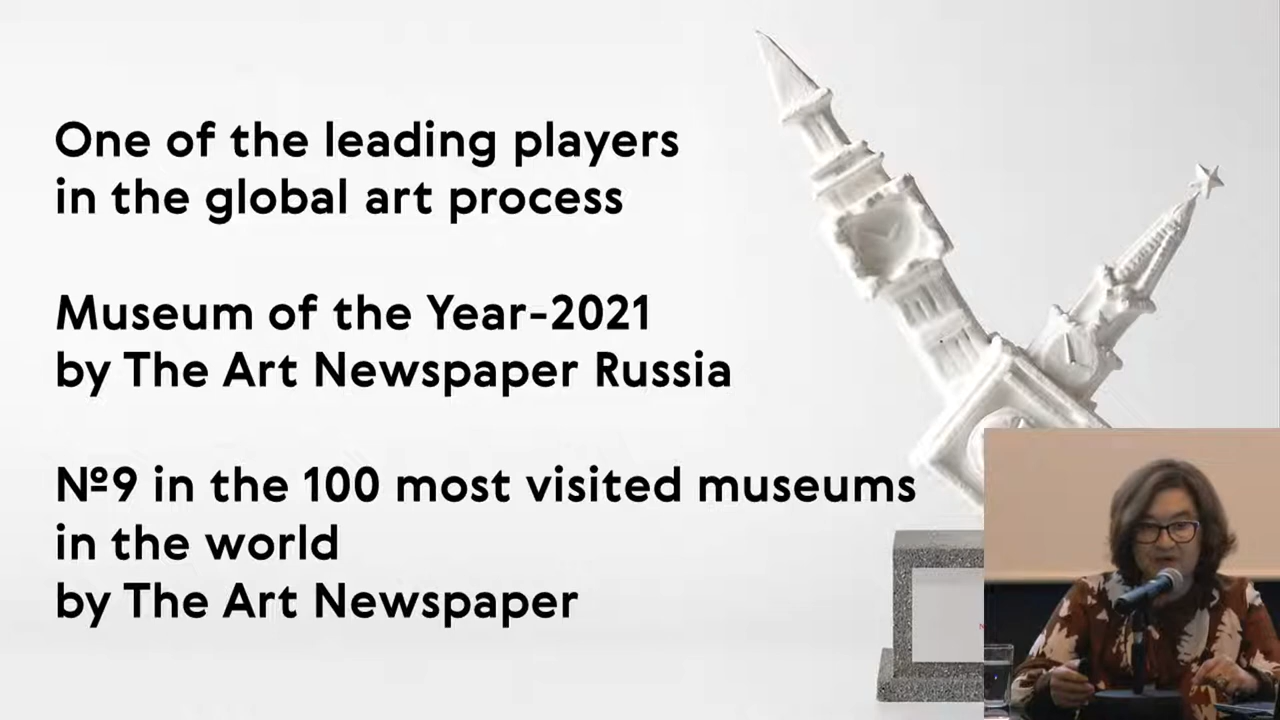 One of the leading players
in the global art process
Museum of the Year-2021
by The Art Newspaper Russia
№9 in the 100 most visited museums
in the world
by The Art Newspaper